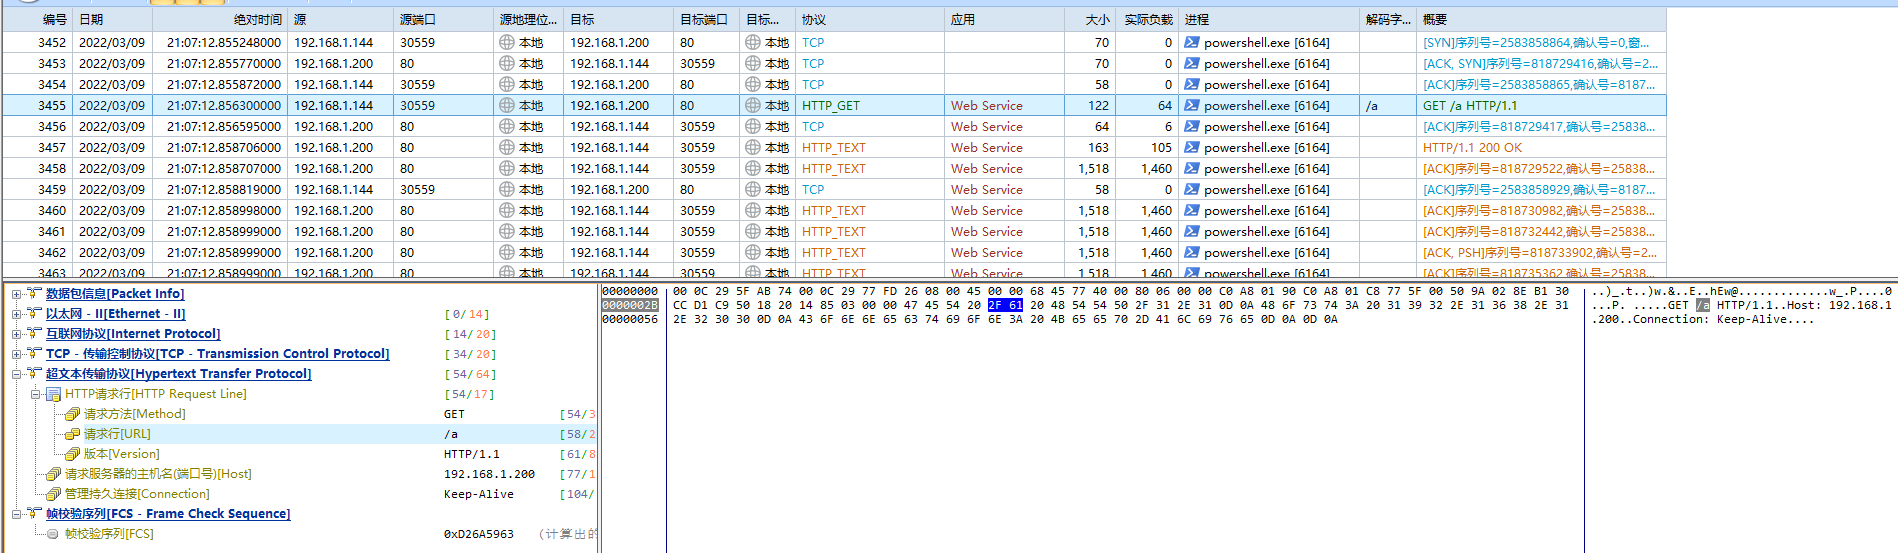 编号 日期 绝对时间 源 源端口 源地理位... 目标 目标端口 目标... 协议 应用 大小 实际负载 进程 解码字... 概要
3452 2022/03/09 21:07:12.855248000 192.168.1.144 30559 本地 192.168.1.200 80 本地 TCP 70 0 powershell.exe [6164] [SYN]序列号=2583858864,确认号=0,窗...
3453 2022/03/09 21:07:12.855770000 192.168.1.200 80 本地 192.168.1.144 30559 本地 TCP 70 0 powershell.exe [6164] [ACK, SYN]序列号=818729416,确认号=2...
3454 2022/03/09 21:07:12.855872000 192.168.1.144 30559 本地 192.168.1.200 80 本地 TCP 58 0 powershell.exe [6164] [ACK]序列号=2583858865,确认号=8187...
3455 2022/03/09 21:07:12.856300000 192.168.1.144 30559 本地 192.168.1.200 80 本地 HTTP_GET Web Service 122 64 powershell.exe [6164] /a GET /a HTTP/1.1
3456 2022/03/09 21:07:12.856595000 192.168.1.200 80 本地 192.168.1.144 30559 本地 TCP Web Service 64 6 powershell.exe [6164] [ACK]序列号=818729417,确认号=25838...
3457 2022/03/09 21:07:12.858706000 192.168.1.200 80 本地 192.168.1.144 30559 本地 HTTP_TEXT Web Service 163 105 powershell.exe [6164] HTTP/1.1 200 OK
3458 2022/03/09 21:07:12.858707000 192.168.1.200 80 本地 192.168.1.144 30559 本地 HTTP_TEXT Web Service 1,518 1,460 powershell.exe [6164] [ACK]序列号=818729522,确认号=25838...
3459 2022/03/09 21:07:12.858819000 192.168.1.144 30559 本地 192.168.1.200 80 本地 TCP Web Service 58 0 powershell.exe [6164] [ACK]序列号=2583858929,确认号=8187...
3460 2022/03/09 21:07:12.858998000 192.168.1.200 80 本地 192.168.1.144 30559 本地 HTTP_TEXT Web Service 1,518 1,460 powershell.exe [6164] [ACK]序列号=818730982,确认号=25838...
3461 2022/03/09 21:07:12.858999000 192.168.1.200 80 本地 192.168.1.144 30559 本地 HTTP_TEXT Web Service 1,518 1,460 powershell.exe [6164] [ACK]序列号=818732442,确认号=25838...
3462 2022/03/09 21:07:12.858999000 192.168.1.200 80 本地 192.168.1.144 30559 本地 HTTP_TEXT Web Service 1,518 1,460 powershell.exe [6164] [ACK, PSH]序列号=818733902,确认号=2...
3463 2022/03/09 21:07:12.858999000 192.168.1.200 80 本地 192.168.1.144 30559 本地 HTTP_TEXT Web Service 1,518 1,460 powershell.exe [6164] [ACK]序列号=818735362,确认号=25838...
数据包信息[Packet Info]
以太网 - II[Ethernet - II] [0/14]
互联网协议[Internet Protocol] [14/20]
TCP - 传输控制协议[TCP - Transmission Control Protocol] [34/20]
超文本传输协议[Hypertext Transfer Protocol] [54/64]
HTTP请求行[HTTP Request Line] [54/17]
请求方法[Method] GET [54/3
请求行[URL] /a [58/2
版本[Version] HTTP/1.1 [61/8
请求服务器的主机名(端口号)[Host] 192.168.1.200 [77/1
管理持久连接[Connection] Keep-Alive [104/
帧校验序列[FCS - Frame Check Sequence]
帧校验序列[FCS] 0xD26A5963 (计算出的
00000000 00 0C 29 5F AB 74 00 0C 29 77 FD 26 08 00 45 00 00 68 45 77 40 00 80 06 00 00 C0 A8 01 90 C0 A8 01 C8 77 5F 00 50 9A 02 8E B1 30 ..)_.t..)w.&..E..hEw@............w_.P....0
0000002B CC D1 C9 50 18 20 14 85 03 00 00 47 45 54 20 2F 61 20 48 54 54 50 2F 31 2E 31 0D 0A 48 6F 73 74 3A 20 31 39 32 2E 31 36 38 2E 31 ...P. .....GET /a HTTP/1.1..Host: 192.168.1
00000056 2E 32 30 30 0D 0A 43 6F 6E 6E 65 63 74 69 6F 6E 3A 20 4B 65 65 70 2D 41 6C 69 76 65 0D 0A 0D 0A .200..Connection: Keep-Alive....